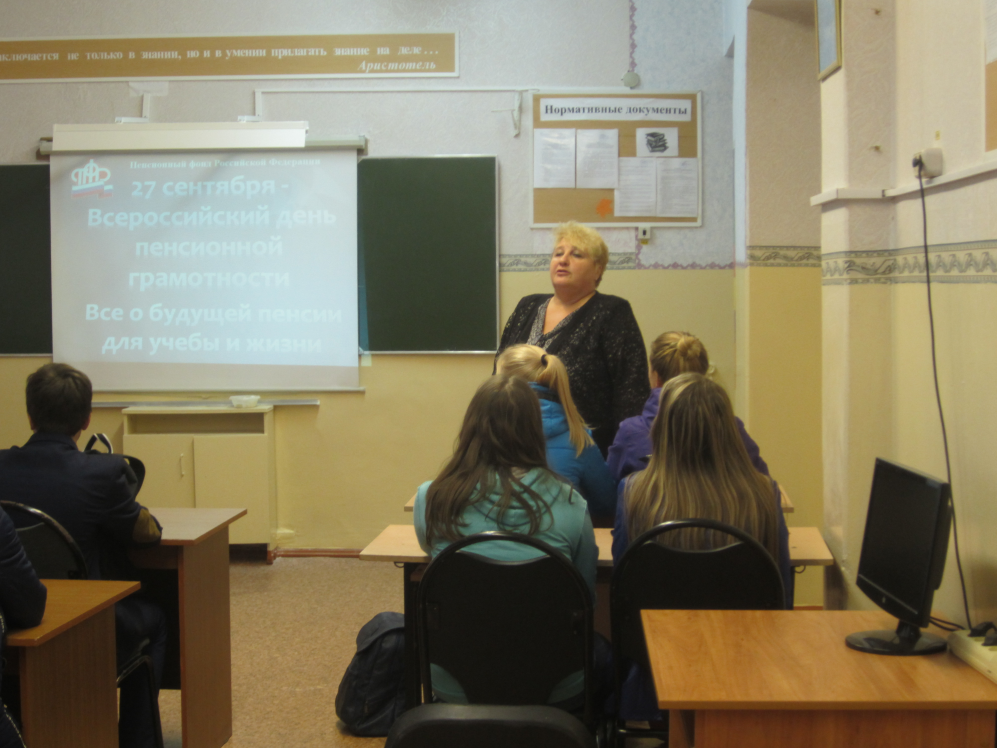 ключается не только в знании, но и в умении прилагать знание на деле...
Аристотель
Нормативные документы
Пенсионный фонд Российской Федерации
27 сентября -
Всероссийский день
пенсионной
грамотности
Все о будущей пенсии
для учебы и жизни